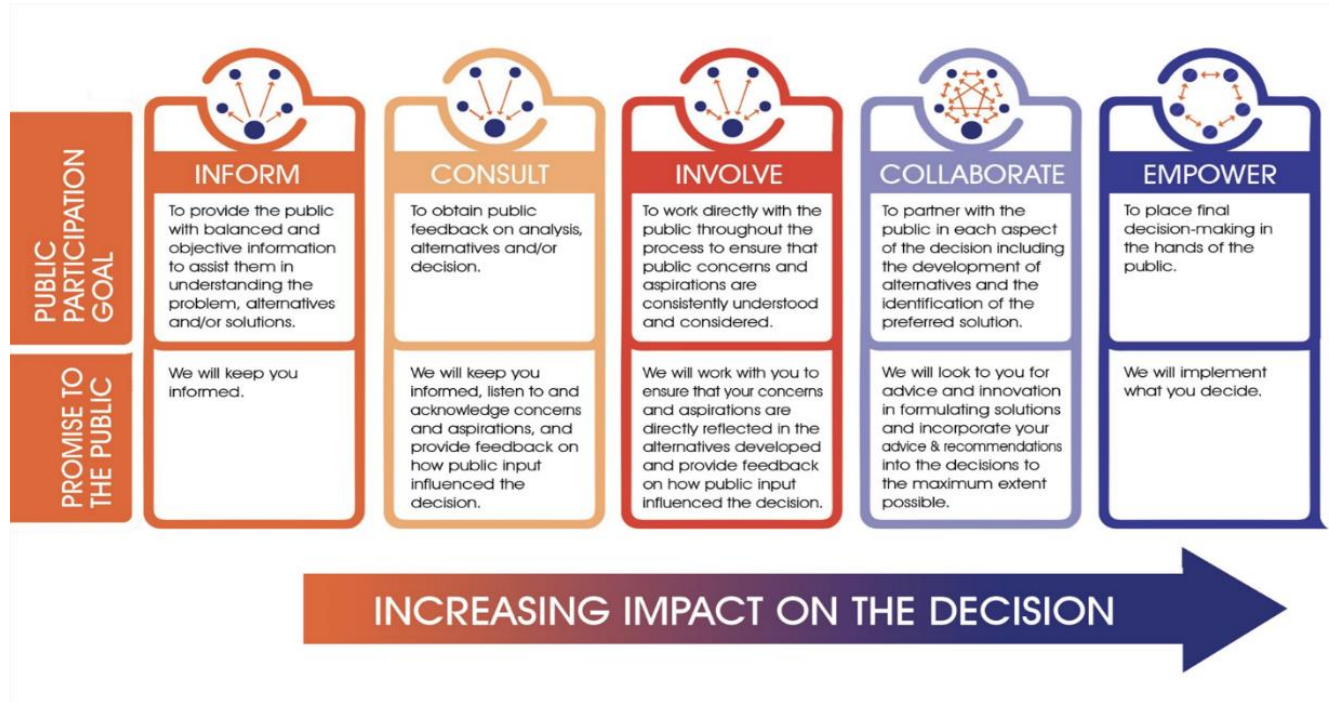 PUBLIC
PARTICIPATION
GOAL
INFORM
To provide the public
with balanced and
objective information
to assist them in
understanding the
problem, alternatives
and/or solutions.
CONSULT
To obtain public
feedback on analysis,
alternatives and/or
decision.
INVOLVE
To work directly with the
public throughout the
process to ensure that
public concerns and
aspirations are
consistently understood
and considered.
COLLABORATE
To partner with the
public in each aspect
of the decision including
the development of
alternatives and the
identification of the
preferred solution.
EMPOWER
To place final
decision-making in
the hands of the
public.
PROMISE TO
THE PUBLIC
We will keep you
informed.
We will keep you
informed, listen to and
acknowledge concerns
and aspirations, and
provide feedback on
how public input
influenced the
decision.
We will work with you to
ensure that your concerns
and aspirations are
directly reflected in the
alternatives developed
and provide feedback
on how public input
influenced the decision.
We will look to you for
advice and innovation
in formulating solutions
and incorporate your
advice & recommendations
into the decisions to
the maximum extent
possible.
We will implement
what you decide.
INCREASING IMPACT ON THE DECISION